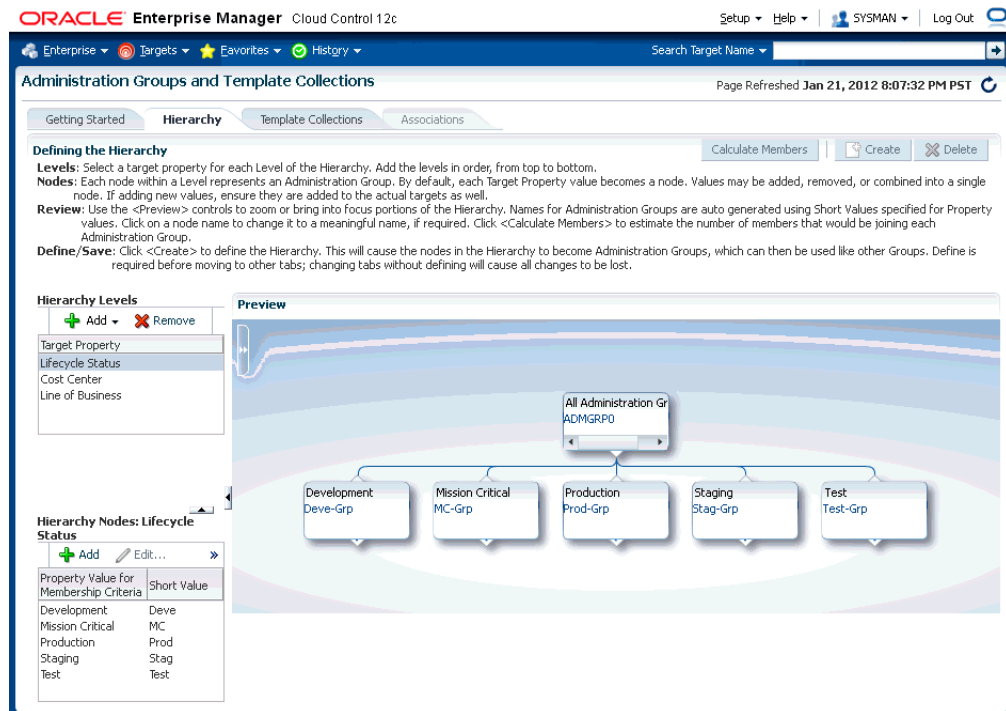 ORACLE Enterprise Manager Cloud Control 12c
Setup Help SYSMAN Log Out
Enterprise Targets Favorites History Search Target Name
Administration Groups and Template Collections
Page Refreshed Jan 21, 2012 8:07:32 PM PST
Getting Started Hierarchy Template Collections Associations
Defining the Hierarchy
Calculate Members Create Delete
Levels: Select a target property for each Level of the Hierarchy. Add the levels in order, from top to bottom.
Nodes: Each node within a Level represents an Administration Group. By default, each Target Property value becomes a node. Values may be added, removed, or combined into a single
node. If adding new values, ensure they are added to the actual targets as well.
Review: Use the <Preview> controls to zoom or bring into focus portions of the Hierarchy. Names for Administration Groups are auto generated using Short Values specified for Property
values. Click on a node name to change it to a meaningful name, if required. Click <Calculate Members> to estimate the number of members that would be joining each
Administration Group.
Define/Save: Click <Create> to define the Hierarchy. This will cause the nodes in the Hierarchy to become Administration Groups, which can then be used like other Groups. Define is
required before moving to other tabs; changing tabs without defining will cause all changes to be lost.
Hierarchy Levels
Add Remove
Target Property
Lifecycle Status
Cost Center
Line of Business
Hierarchy Nodes: Lifecycle
Status
Add Edit... »
Property Value for
Membership Criteria
Short Value
Development Deve
Mission Critical MC
Production Prod
Staging Stag
Test Test
Preview
All Administration Gr
ADMGRP0
Development
Deve-Grp
Mission Critical
MC-Grp
Production
Prod-Grp
Staging
Stag-Grp
Test
Test-Grp